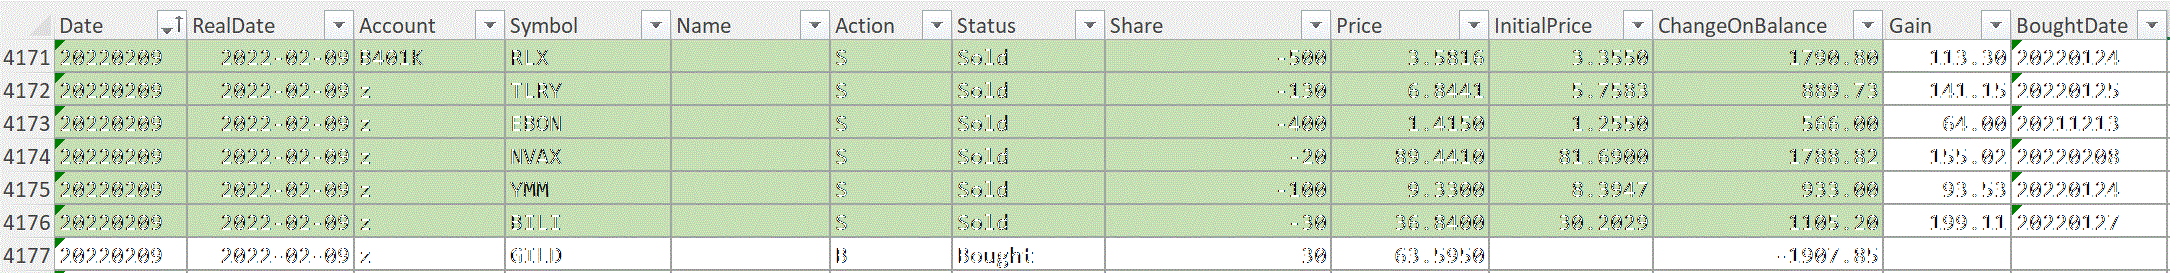 Date RealDate Account Symbol Name Action Status Share Price InitialPrice ChangeOnBalance Gain BoughtDate
4171 20220209 2022-02-09 B401K RLX S Sold -500 3.5816 3.3550 1790.80 113.30 20220124
4172 20220209 2022-02-09 z TLRY S Sold -130 6.8441 5.7583 889.73 141.15 20220125
4173 20220209 2022-02-09 z EBON S Sold -400 1.4150 1.2550 566.00 64.00 20211213
4174 20220209 2022-02-09 z NVAX S Sold -20 89.4410 81.6900 1788.82 155.02 20220208
4175 20220209 2022-02-09 z YMM S Sold -100 9.3300 8.3947 933.00 93.53 20220124
4176 20220209 2022-02-09 z BILI S Sold -30 36.8400 30.2029 1105.20 199.11 20220127
4177 20220209 2022-02-09 z GILD B Bought 30 63.5950 -1907.85